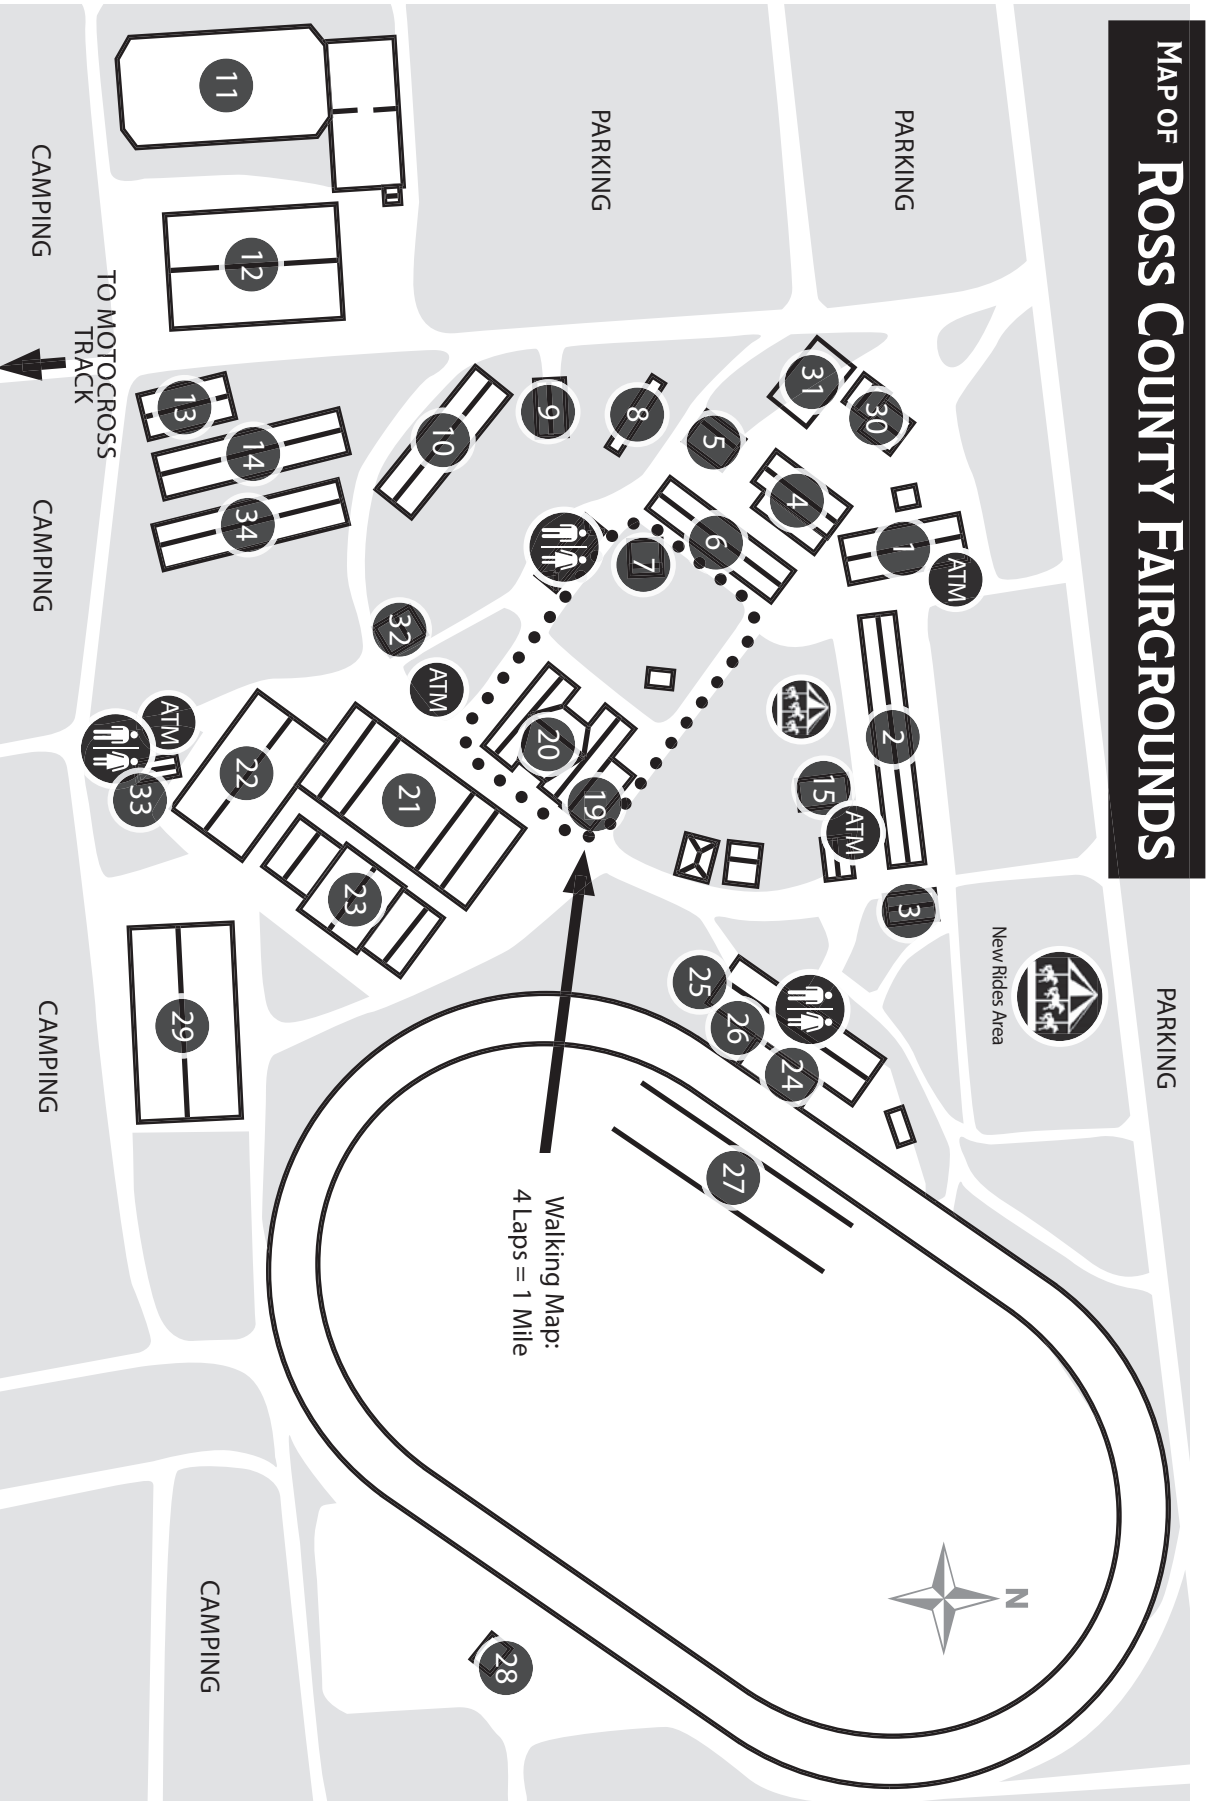 MAP OF ROSS COUNTY FAIRGROUNDS
PARKING
N
New Rides Area
ATM
PARKING
3
1
2
30
ATM
15
31
4
24
26
27
6
5
25
7
8
PARKING
19
Walking Map:
4 Laps = 1 Mile
9
20
28
10
ATM
21
32
23
14
12
34
22
11
CAMPING
13
29
ATM
33
TO MOTOCROSS
TRACK
CAMPING
CAMPING
CAMPING